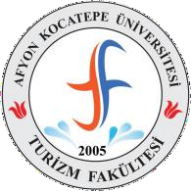 AFYON KOCATEPE ÜNİVERSİTESİ
2005
TURİZM FAKÜLTESİ